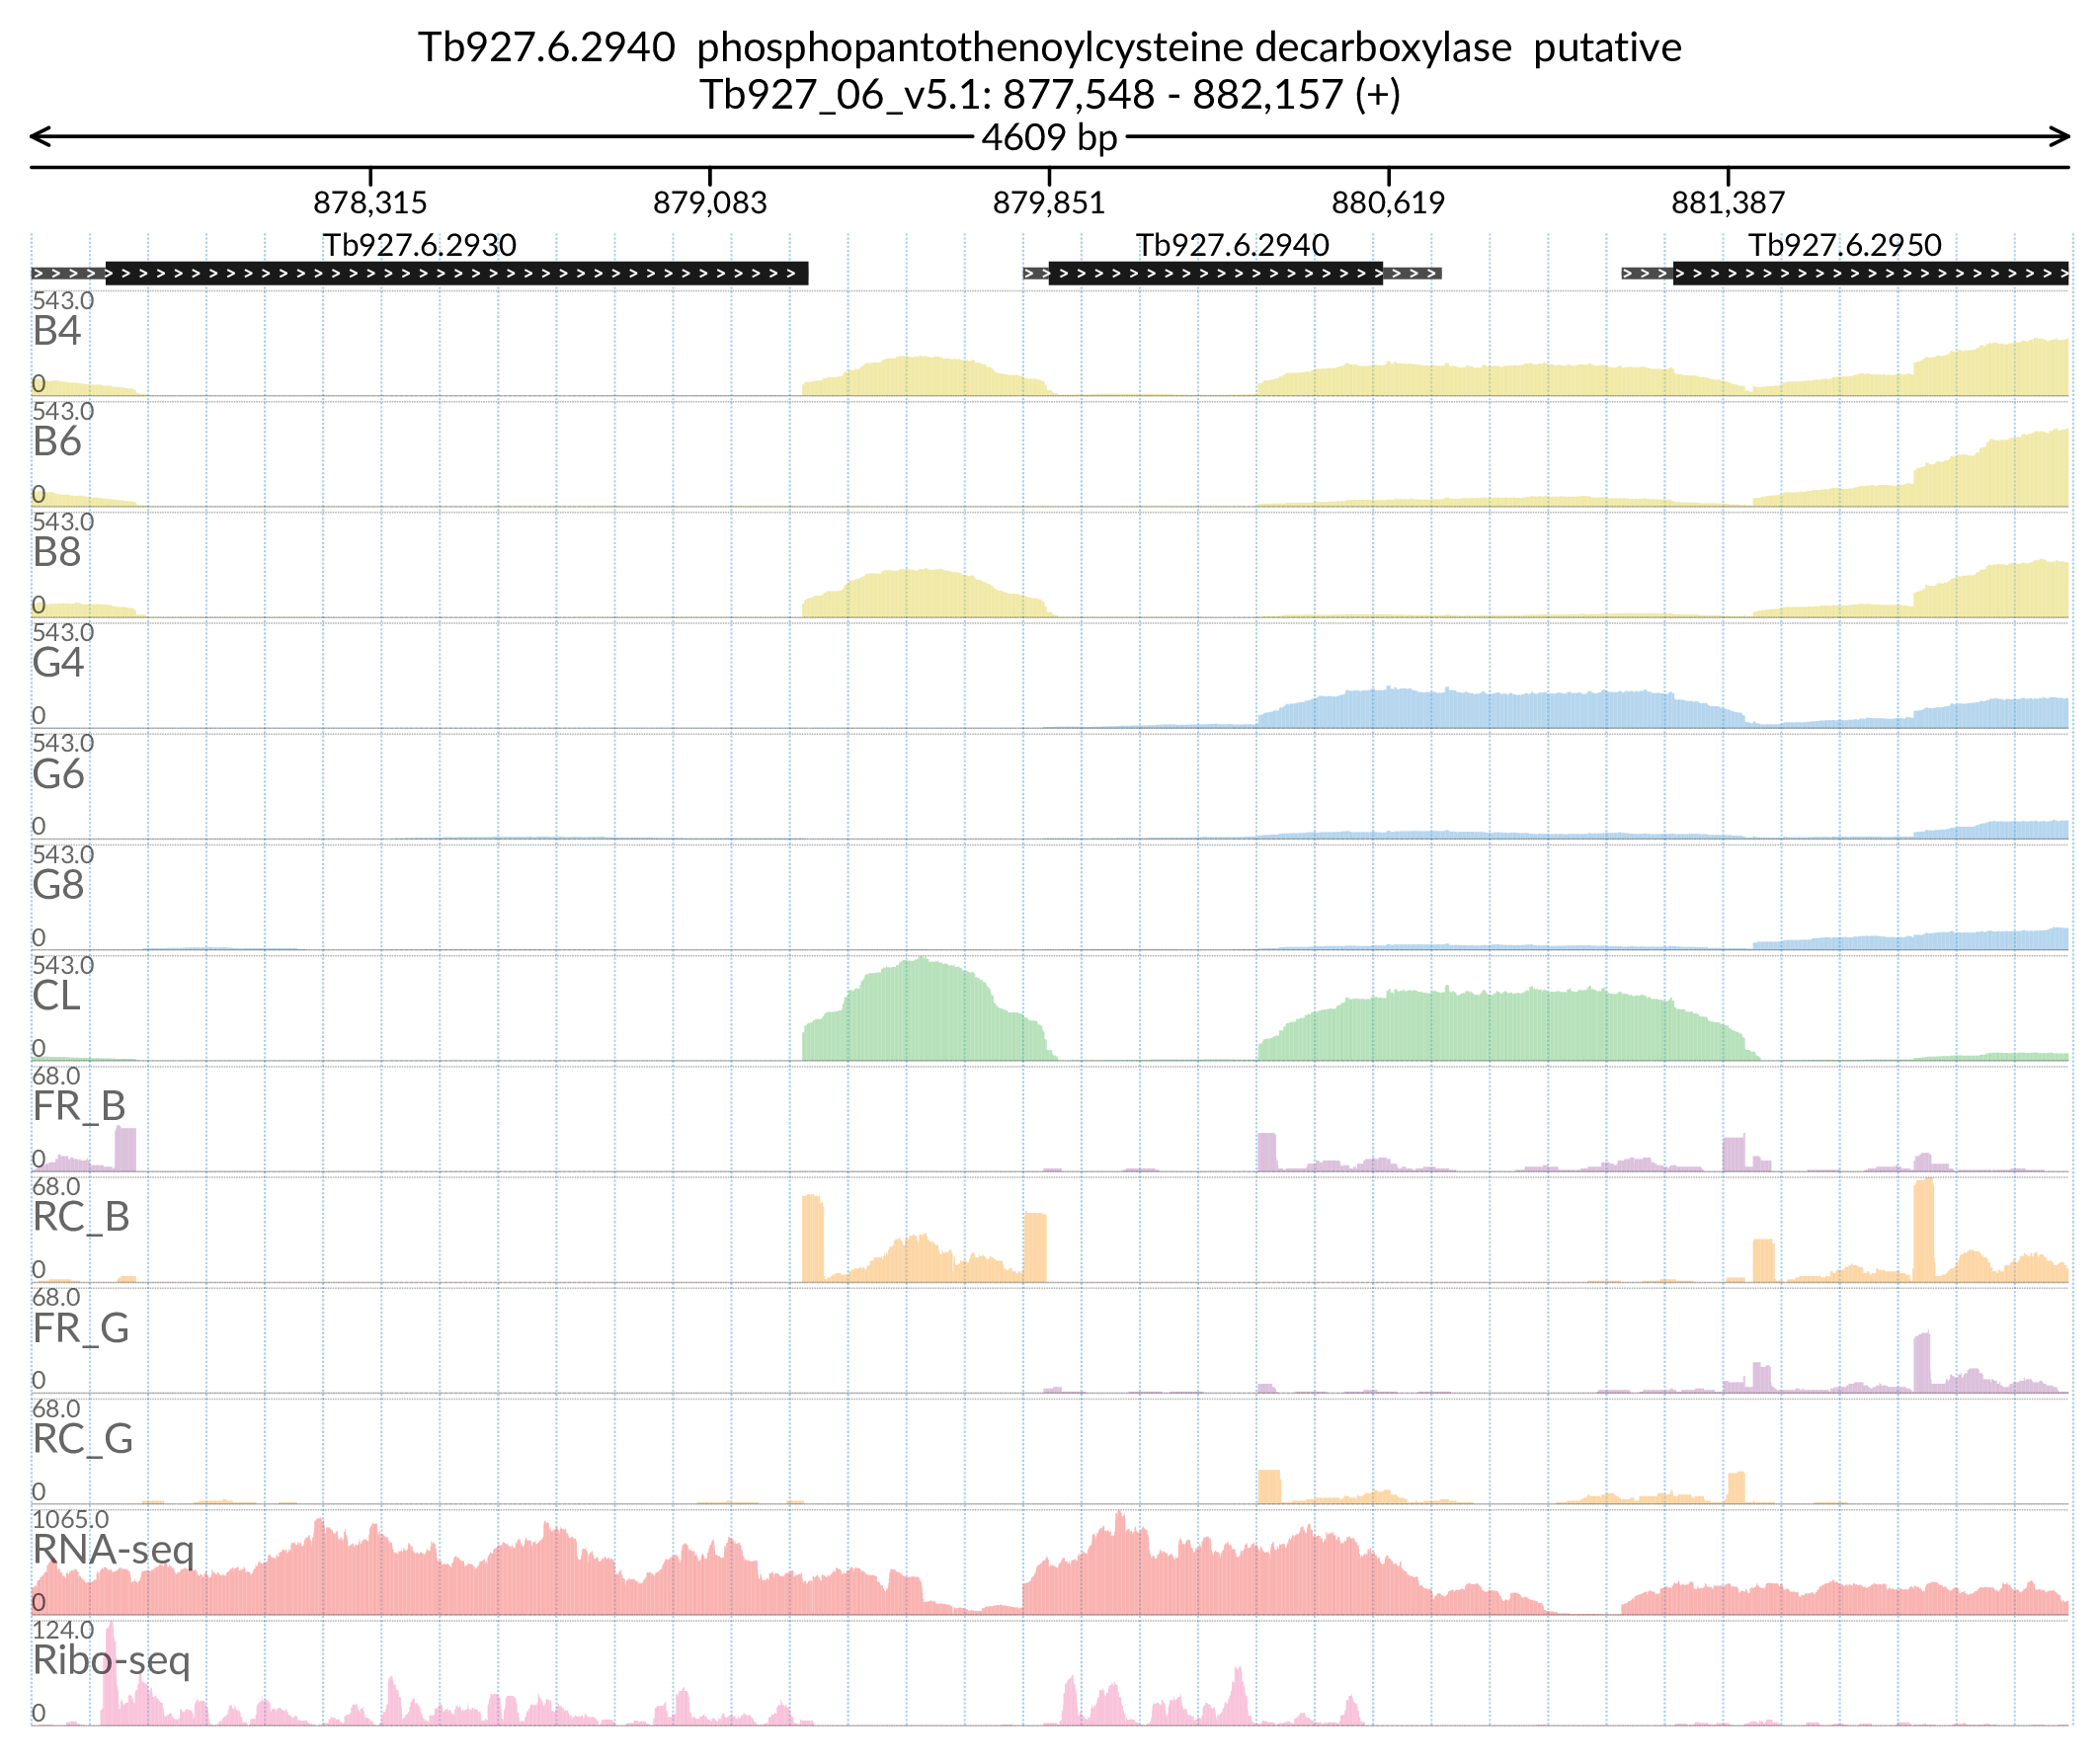 Tb927.6.2940 phosphopantothenoylcysteine decarboxylase putative
Tb927_06_v5.1: 877,548 - 882,157 (+)
4609 bp
878,315 879,083 879,851 880,619 881,387
Tb927.6.2930 Tb927.6.2940 Tb927.6.2950
543.0
B4
0
543.0
B6
0
543.0
B8
0
543.0
G4
0
543.0
G6
0
543.0
G8
0
543.0
CL
0
68.0
FR_B
0
68.0
RC_B
0
68.0
FR_G
0
68.0
RC_G
0
1065.0
RNA-seq
0
124.0
Ribo-seq
0